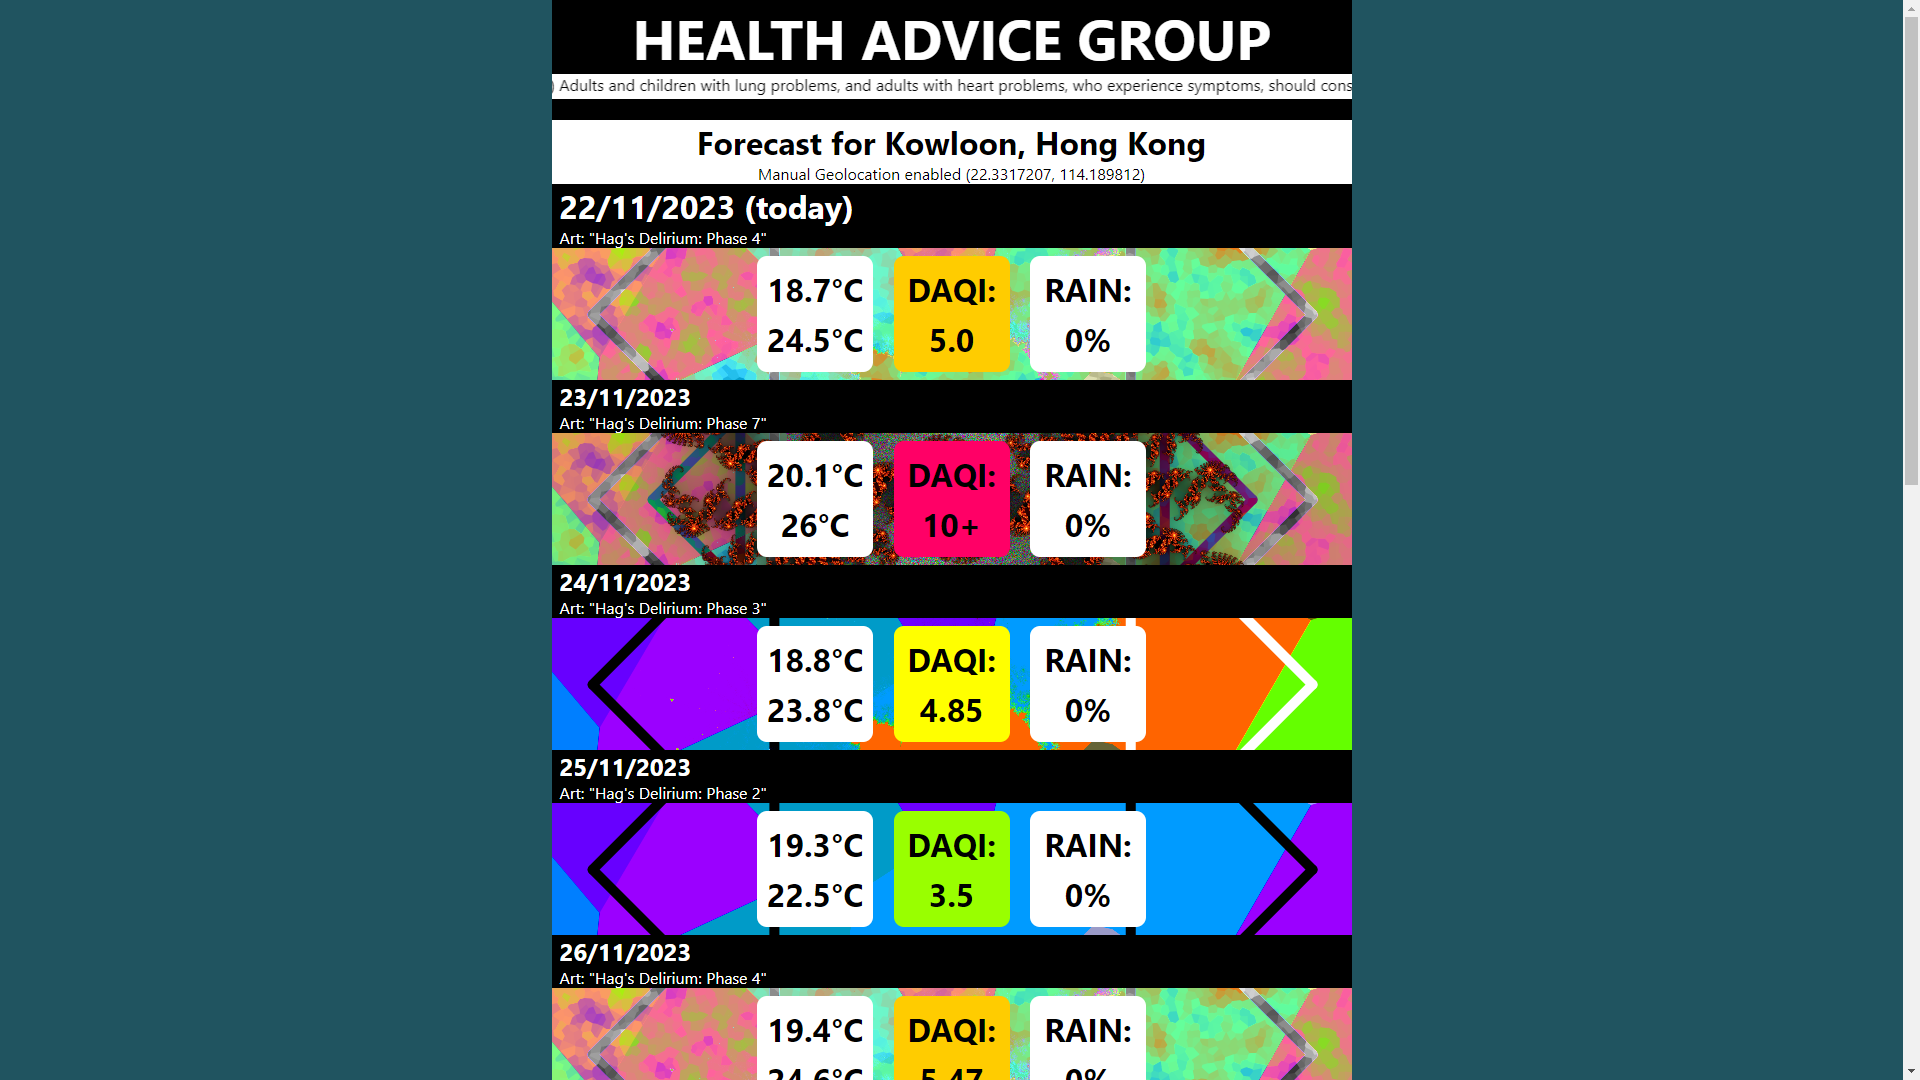 HEALTH ADVICE GROUP
) Adults and children with lung problems, and adults with heart problems, who experience symptoms, should cons
Forecast for Kowloon, Hong Kong
Manual Geolocation enabled (22.3317207, 114.189812)
22/11/2023 (today)
Art: "Hag's Delirium: Phase 4"
18.7°C DAQI: RAIN:
24.5°C 5.0 0%
23/11/2023
Art: "Hag's Delirium: Phase 7"
20.1°C DAQI: RAIN:
26°C 10+ 0%
24/11/2023
Art: "Hag's Delirium: Phase 3"
18.8°C DAQI: RAIN:
23.8°C 4.85 0%
25/11/2023
Art: "Hag's Delirium: Phase 2"
19.3°C DAQI: RAIN:
22.5°C 3.5 0%
26/11/2023
Art: "Hag's Delirium: Phase 4"
19.4°C DAQI: RAIN:
24.6°C 5.47 0%